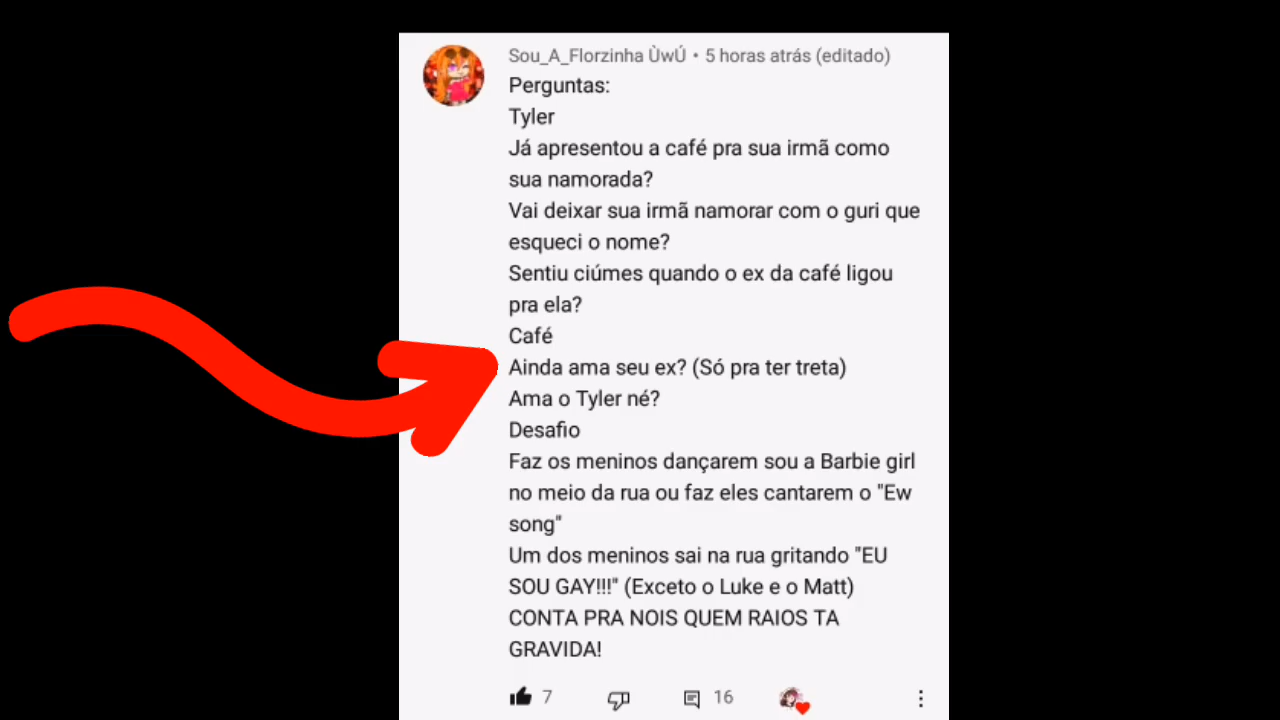 Sou_A_Florzinha ÙwÚ • 5 horas atrás (editado)
Perguntas:
Tyler
Já apresentou a café pra sua irmã como
sua namorada?
Vai deixar sua irmã namorar com o guri que
esqueci o nome?
Sentiu ciúmes quando o ex da café ligou
pra ela?
Café
Ainda ama seu ex? (Só pra ter treta)
Ama o Tyler né?
Desafio
Faz os meninos dançarem sou a Barbie girl
no meio da rua ou faz eles cantarem o "Ew
song"
Um dos meninos sai na rua gritando "EU
SOU GAY!!!" (Exceto o Luke e o Matt)
CONTA PRA NOIS QUEM RAIOS TA
GRAVIDA!
7 16